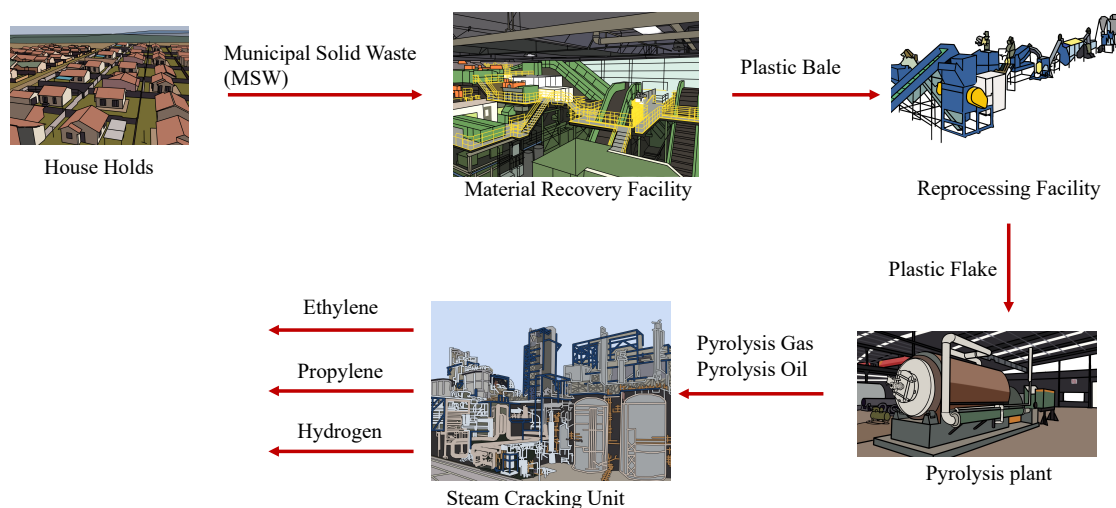 Municipal Solid Waste
(MSW)
Plastic Bale
House Holds
Material Recovery Facility
Reprocessing Facility
Plastic Flake
Ethylene
Propylene
Hydrogen
Pyrolysis Gas
Pyrolysis Oil
Pyrolysis plant
Steam Cracking Unit